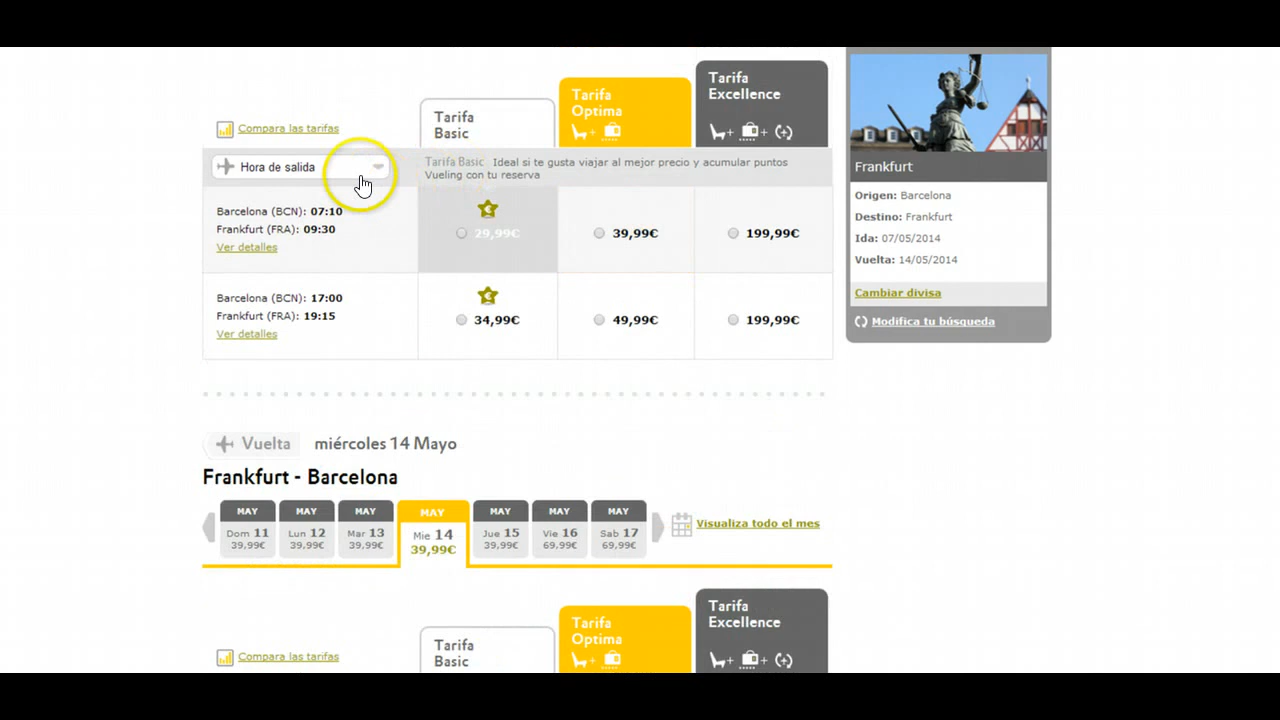 Tarifa
Basic
Tarifa
Optima
Tarifa
Excellence
Compara las tarifas
Hora de salida
Tarifa Basic Ideal si te gusta viajar al mejor precio y acumular puntos
Vueling con tu reserva
Barcelona (BCN): 07:10
Frankfurt (FRA): 09:30
Ver detalles
29,99€
39,99€
199,99€
Barcelona (BCN): 17:00
Frankfurt (FRA): 19:15
Ver detalles
34,99€
49,99€
199,99€
Frankfurt
Origen: Barcelona
Destino: Frankfurt
Ida: 07/05/2014
Vuelta: 14/05/2014
Cambiar divisa
Modifica tu búsqueda
Vuelta miércoles 14 Mayo
Frankfurt - Barcelona
MAY
Dom 11
39,99€
MAY
Lun 12
39,99€
MAY
Mar 13
39,99€
MAY
Mie 14
39,99€
MAY
Jue 15
39,99€
MAY
Vie 16
69,99€
MAY
Sab 17
69,99€
Visualiza todo el mes
Compara las tarifas
Tarifa
Basic
Tarifa
Optima
Tarifa
Excellence